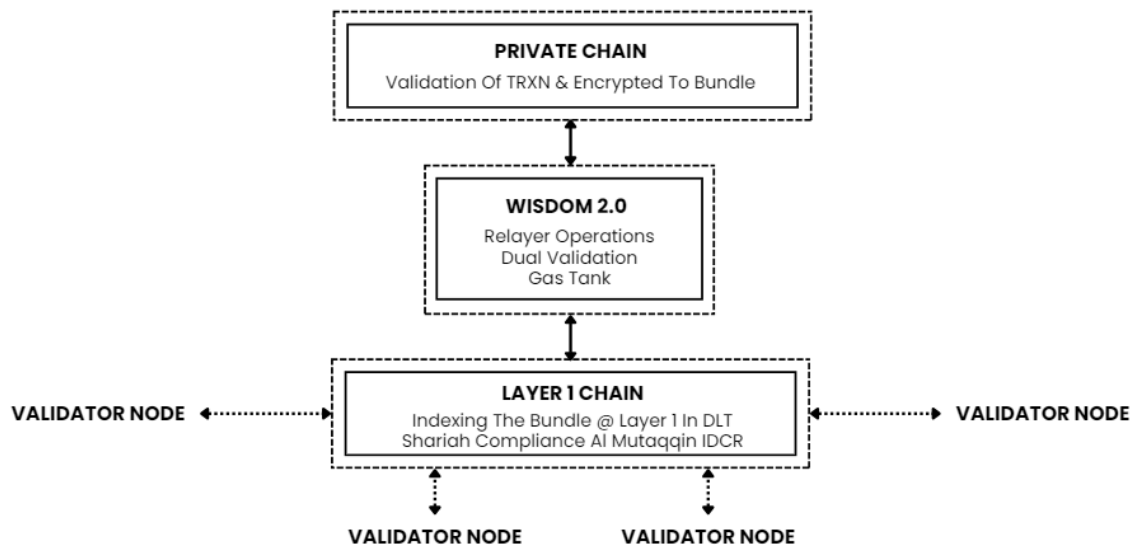 PRIVATE CHAIN
Validation Of TRXN & Encrypted To Bundle
WISDOM 2.0
Relayer Operations
Dual Validation
Gas Tank
LAYER 1 CHAIN
Indexing The Bundle @ Layer 1 In DLT
Shariah Compliance Al Mutaqqin IDCR
VALIDATOR NODE
VALIDATOR NODE
VALIDATOR NODE
VALIDATOR NODE